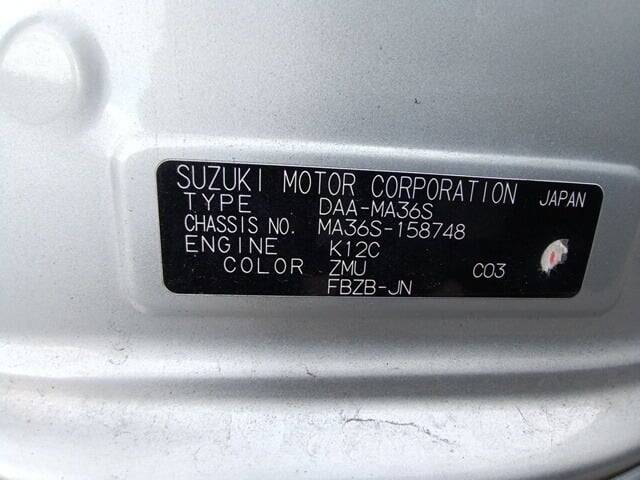 SUZUKI MOTOR CORPORATION JAPAN
TYPE DAA-MA36S
CHASSIS NO. MA36S-158748
ENGINE K12C
COLOR ZMU C03
FBZB-JN